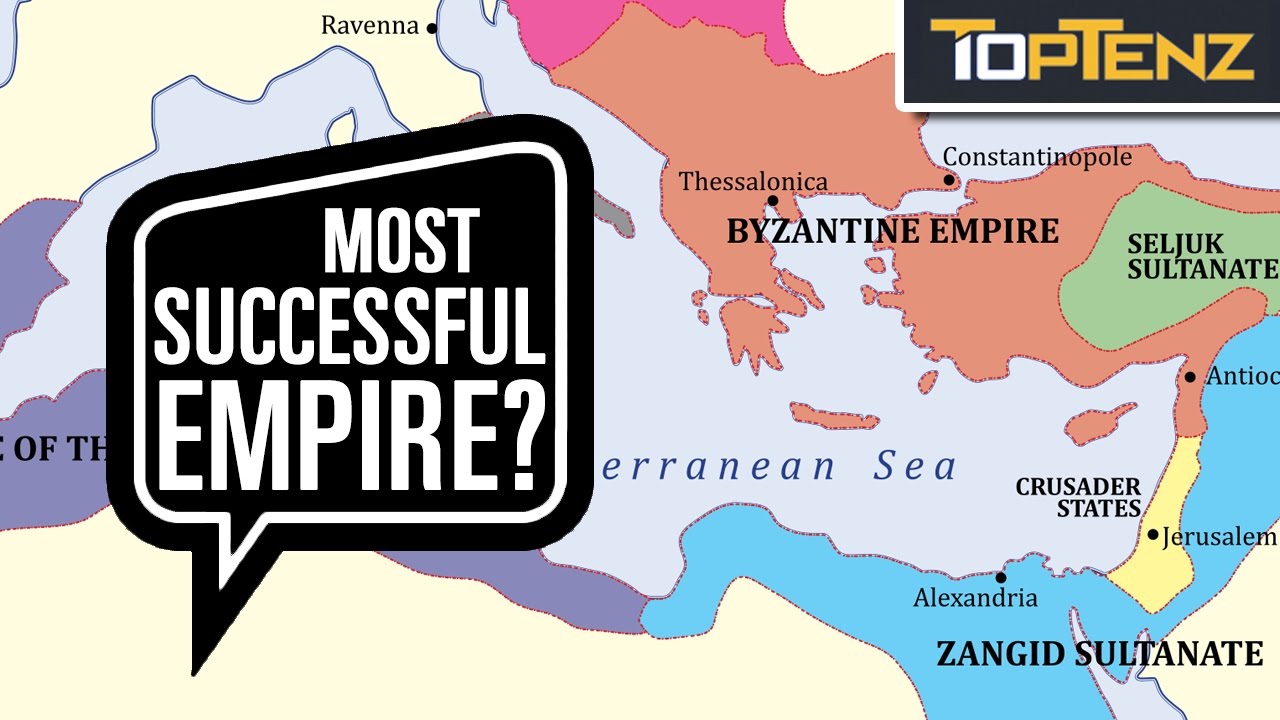 Ravenna
TOPTENZ
Constantinopole
Thessalonica
BYZANTINE EMPIRE
SELJUK
SULTANATE
MOST
SUCCESSFUL
EMPIRE?
Antioc
E OF TH
erranean Sea
CRUSADER
STATES
Jerusalem
Alexandria
ZANGID SULTANATE